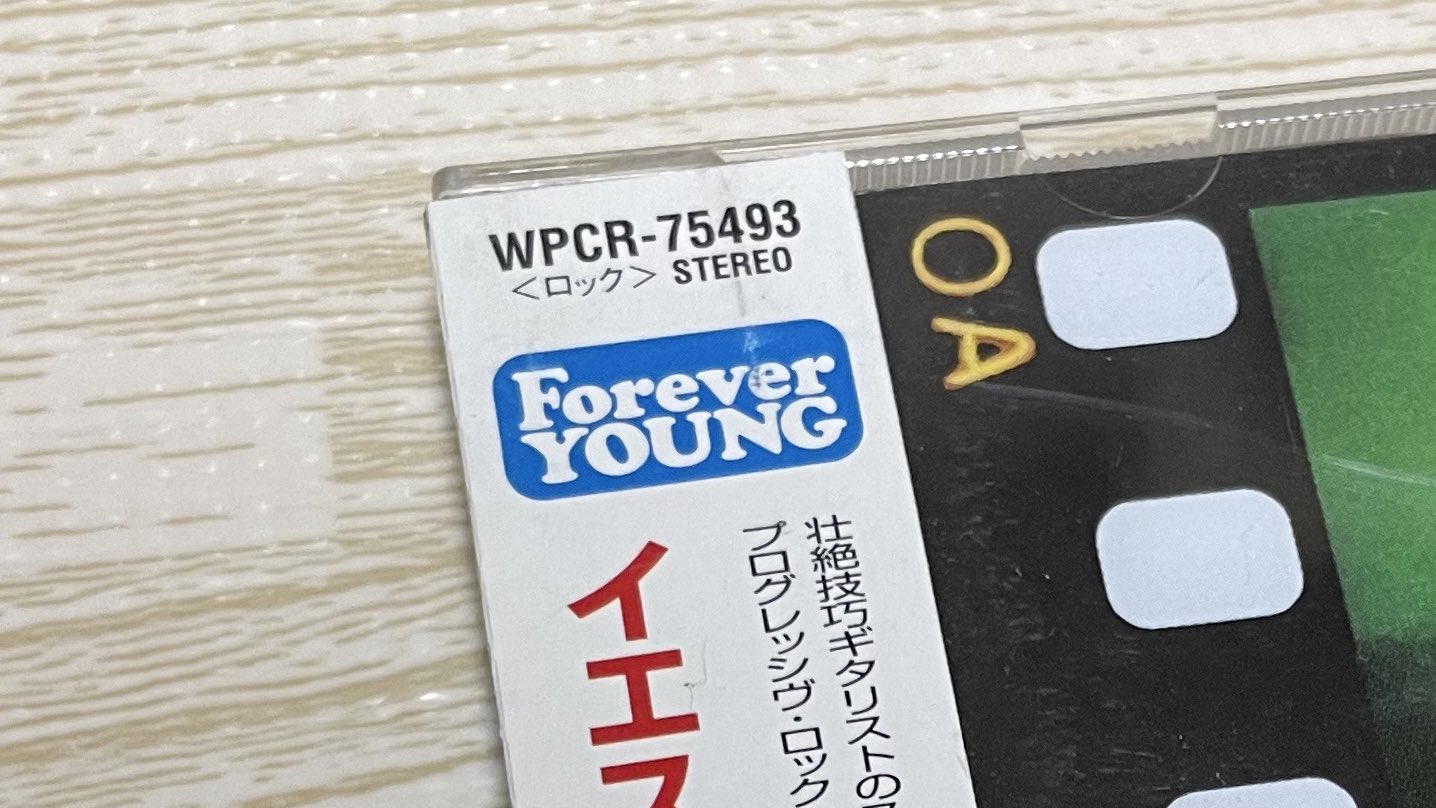 WPCR-75493
＜ロック＞ STEREO
Forever
YOUNG
イエス
壮絶技巧ギタリストの
プログレッシヴ・ロック
OA